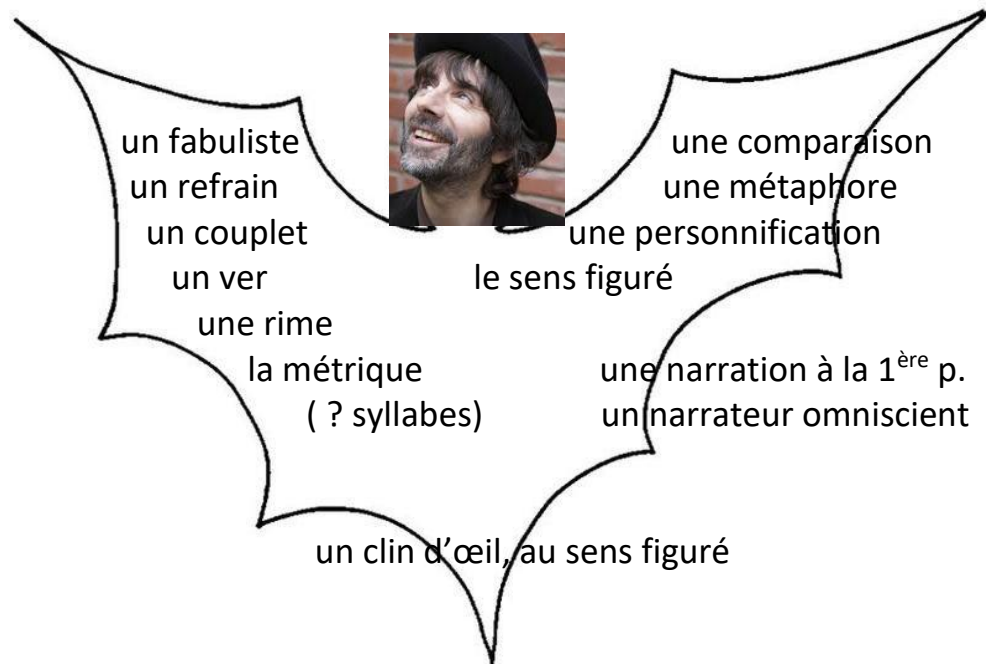 un fabuliste
une comparaison
un refrain
une métaphore
un couplet
une personnification
un ver
le sens figuré
une rime
la métrique
une narration à la 1ère p.
( ? syllabes)
un narrateur omniscient
un clin d’œil, au sens figuré